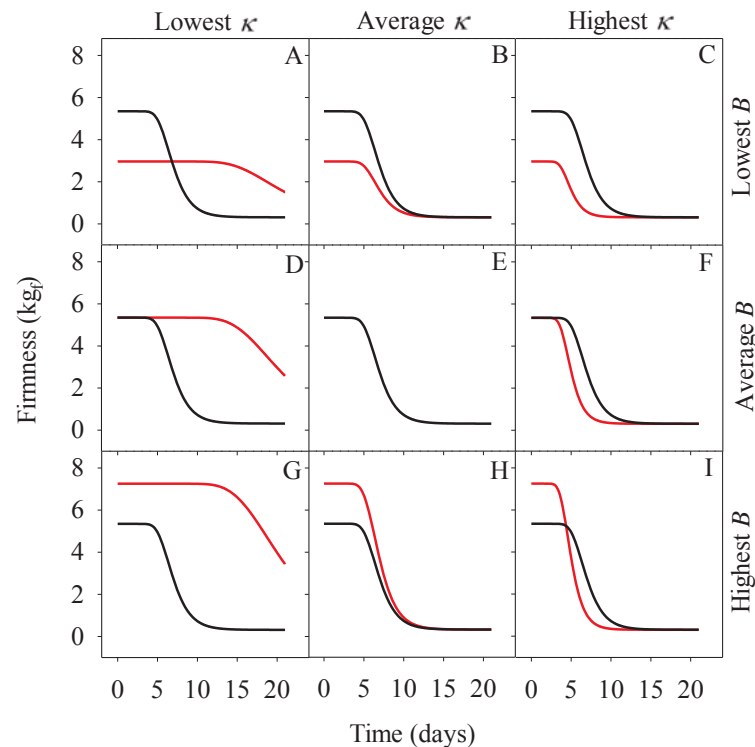 Lowest κ Average κ Highest κ
A B C
8
6
4
2
0
Lowest B
D E F
8
6
4
2
0
Average B
G H I
8
6
4
2
0
Highest B
Firmness (kgf)
0 5 10 15 20 0 5 10 15 20 0 5 10 15 20
Time (days)